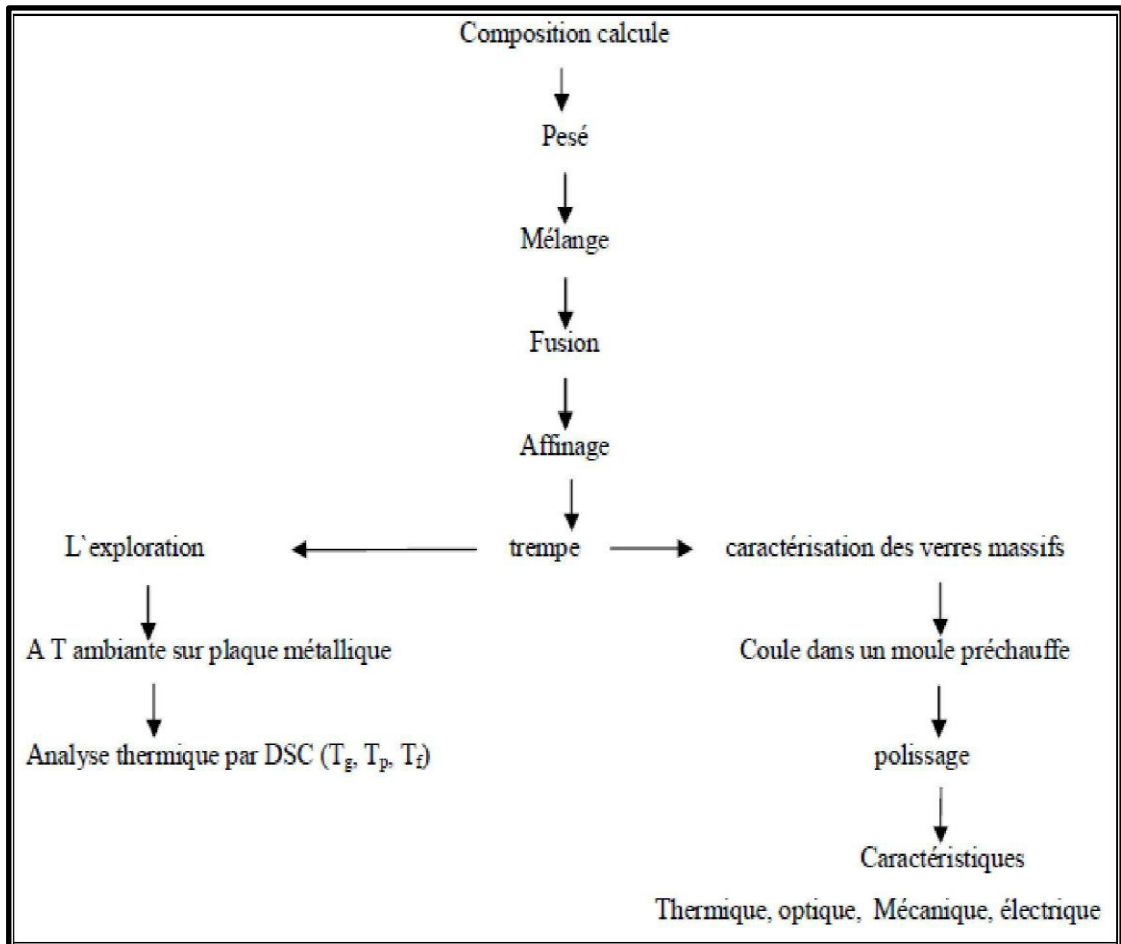 Composition calcule
Pesé
Mélange
Fusion
Affinage
L`exploration
trempe
caractérisation des verres massifs
A T ambiante sur plaque métallique
Coule dans un moule préchauffe
Analyse thermique par DSC (Tg, Tp, Tf)
polissage
Caractéristiques
Thermique, optique, Mécanique, électrique